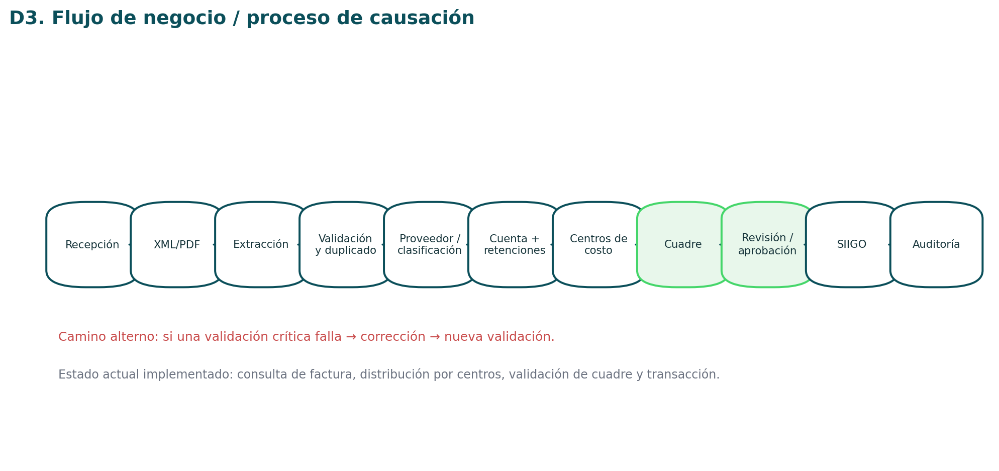 D3. Flujo de negocio / proceso de causación
Recepción
XML/PDF
Extracción
Validación
y duplicado
Proveedor /
clasificación
Cuenta +
retenciones
Centros de
costo
Cuadre
Revisión /
aprobación
SIIGO
Auditoría
Camino alterno: si una validación crítica falla → corrección → nueva validación.
Estado actual implementado: consulta de factura, distribución por centros, validación de cuadre y transacción.